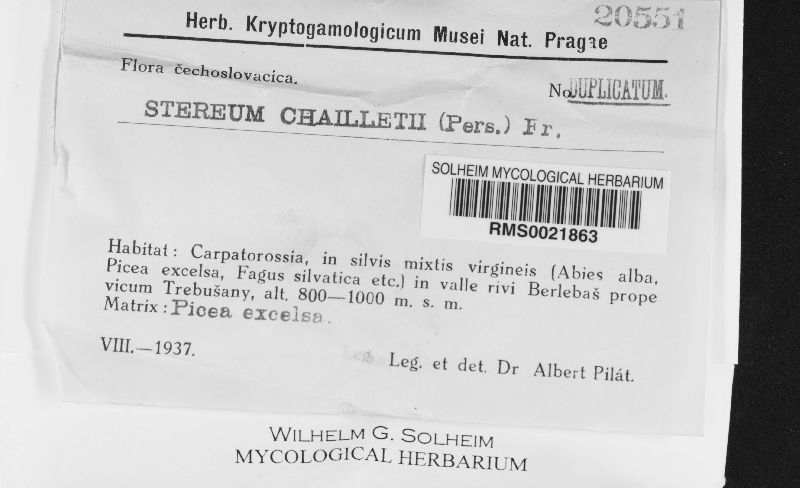 20551
Herb. Kryptogamologicum Musei Nat. Pragae
Flora čechoslovacica.
No DUPLICATUM.
STEREUM CHAILLETII (Pers.) Fr.
SOLHEIM MYCOLOGICAL HERBARIUM
RMS0021863
Habitat: Carpatorossia, in silvis mixtis virgineis (Abies alba,
Picea excelsa, Fagus silvatica etc.) in valle rivi Berlebaš prope
vicum Trebušany, alt. 800—1000 m. s. m.
Matrix: Picea excelsa.
VIII.—1937.
Leg. et det. Dr Albert Pilát.
WILHELM G. SOLHEIM
MYCOLOGICAL HERBARIUM